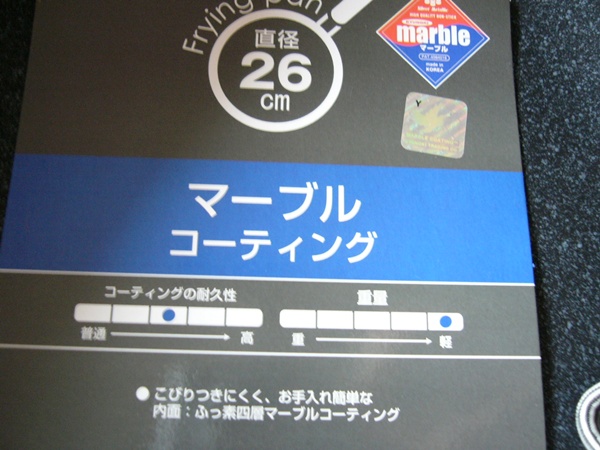 Frying pan
直径
26
cm
marble
マーブル
made in
KOREA
Y
マーブル
コーティング
コーティングの耐久性
重量
普通 高
重 軽
● こびりつきにくく、お手入れ簡単な
内面：ふっ素四層マーブルコーティング